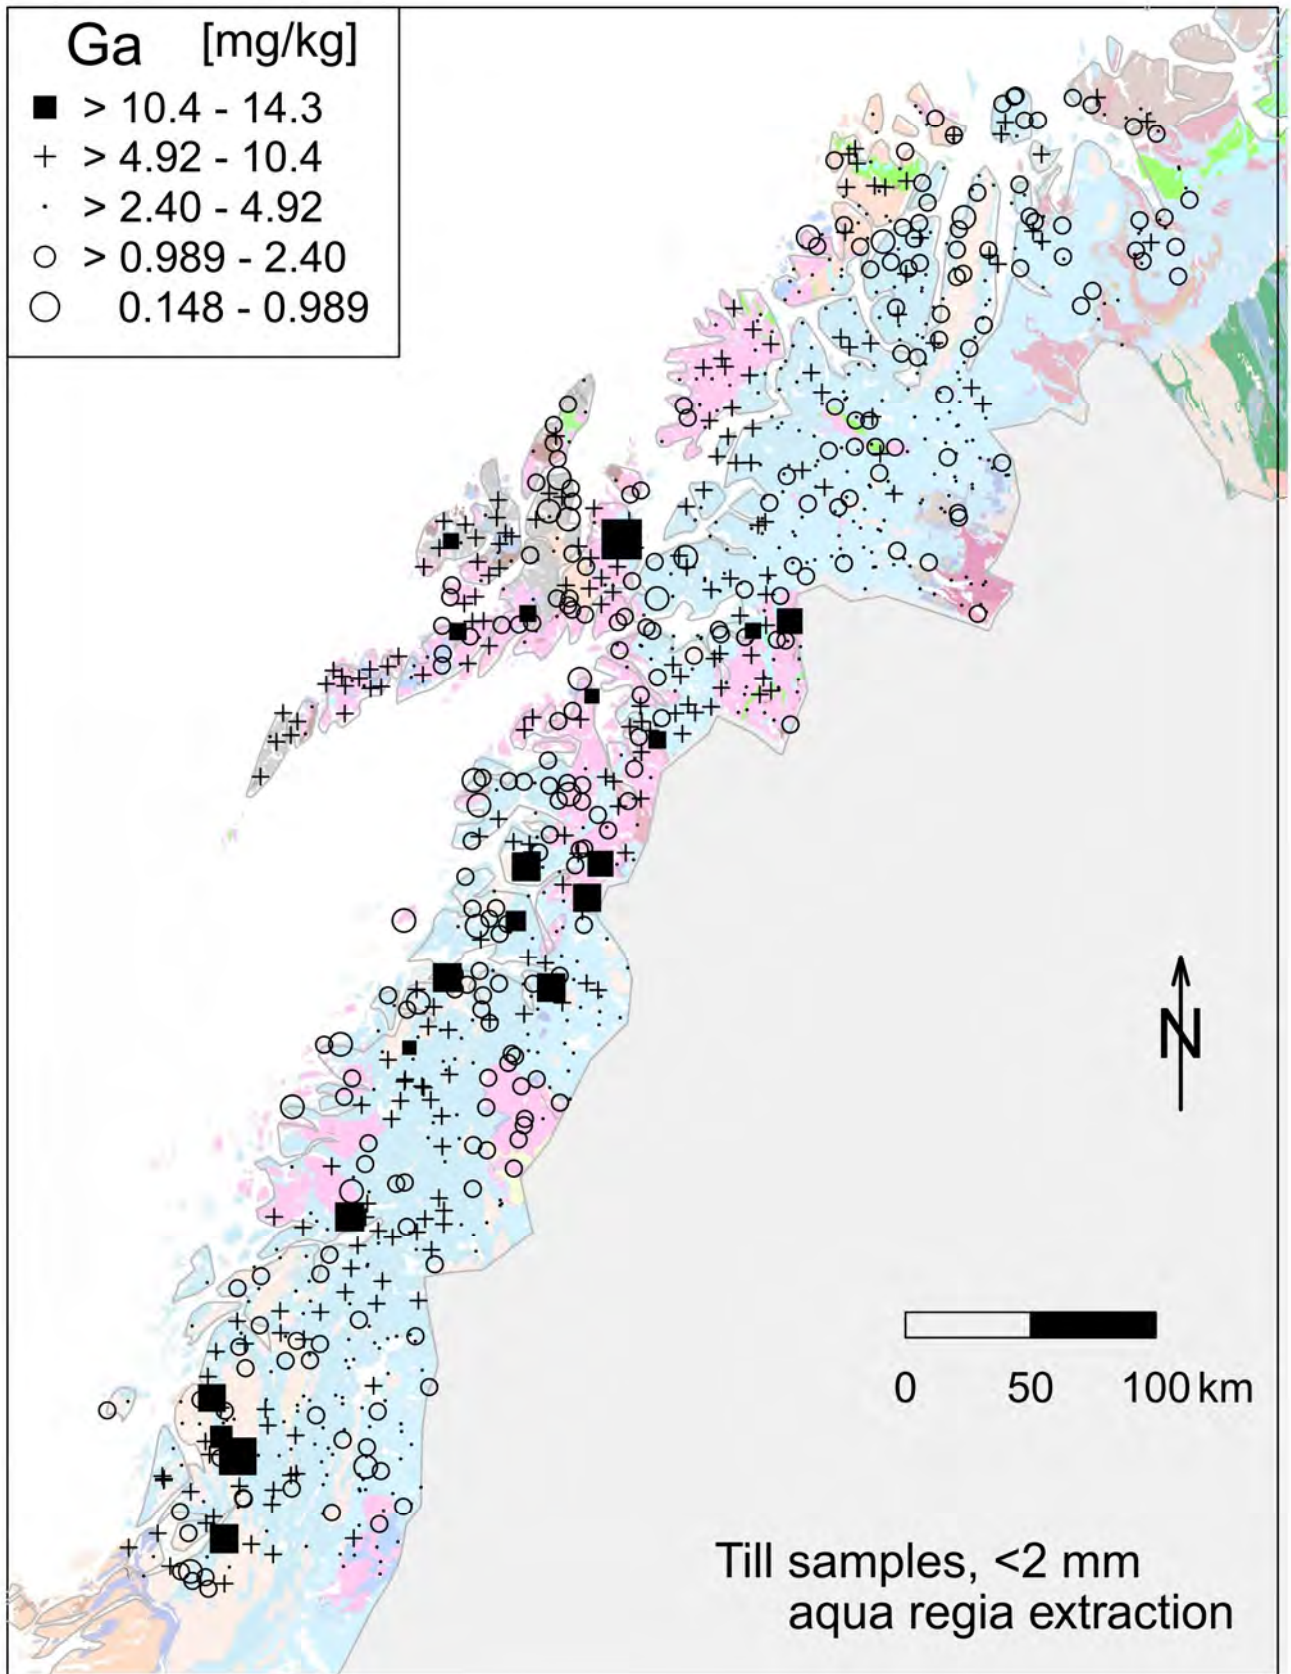 Ga [mg/kg]
> 10.4 - 14.3
> 4.92 - 10.4
> 2.40 - 4.92
> 0.989 - 2.40
0.148 - 0.989
N
0 50 100 km
Till samples, <2 mm
aqua regia extraction